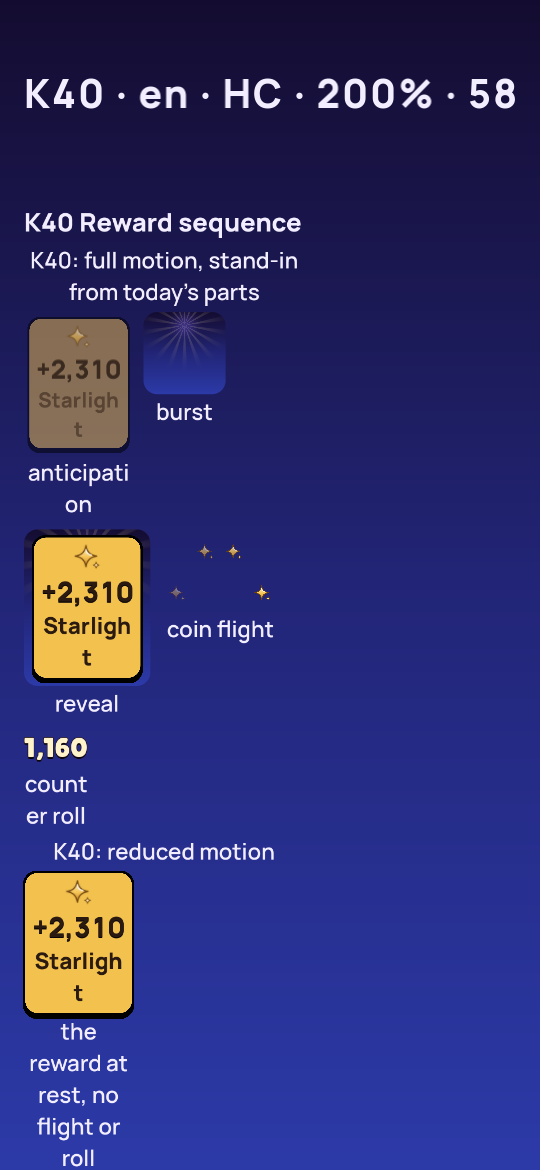 K40 · en · HC · 200% · 58
K40 Reward sequence
K40: full motion, stand-in
from today's parts
+2,310
Starligh
t
anticipati
on
burst
+2,310
Starligh
t
reveal
coin flight
1,160
count
er roll
K40: reduced motion
+2,310
Starligh
t
the
reward at
rest, no
flight or
roll